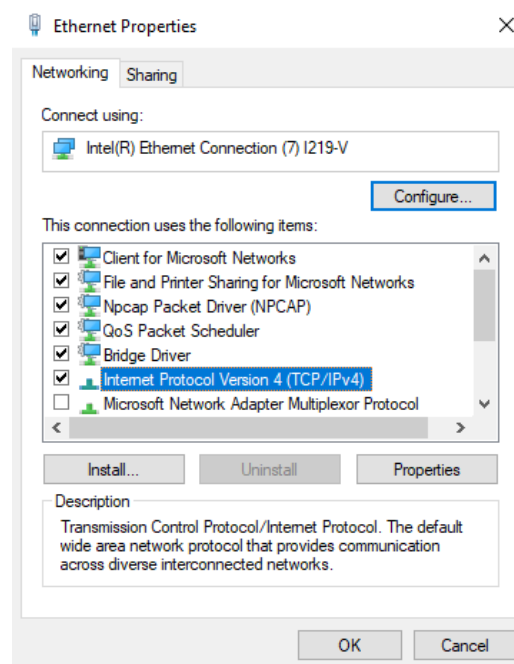 Ethernet Properties
Networking
Sharing
Connect using:
Intel(R) Ethernet Connection (7) I219-V
Configure...
This connection uses the following items:
Client for Microsoft Networks
File and Printer Sharing for Microsoft Networks
Npcap Packet Driver (NPCAP)
QoS Packet Scheduler
Bridge Driver
Internet Protocol Version 4 (TCP/IPv4)
Microsoft Network Adapter Multiplexor Protocol
Install...
Uninstall
Properties
Description
Transmission Control Protocol/Internet Protocol. The default
wide area network protocol that provides communication
across diverse interconnected networks.
OK
Cancel